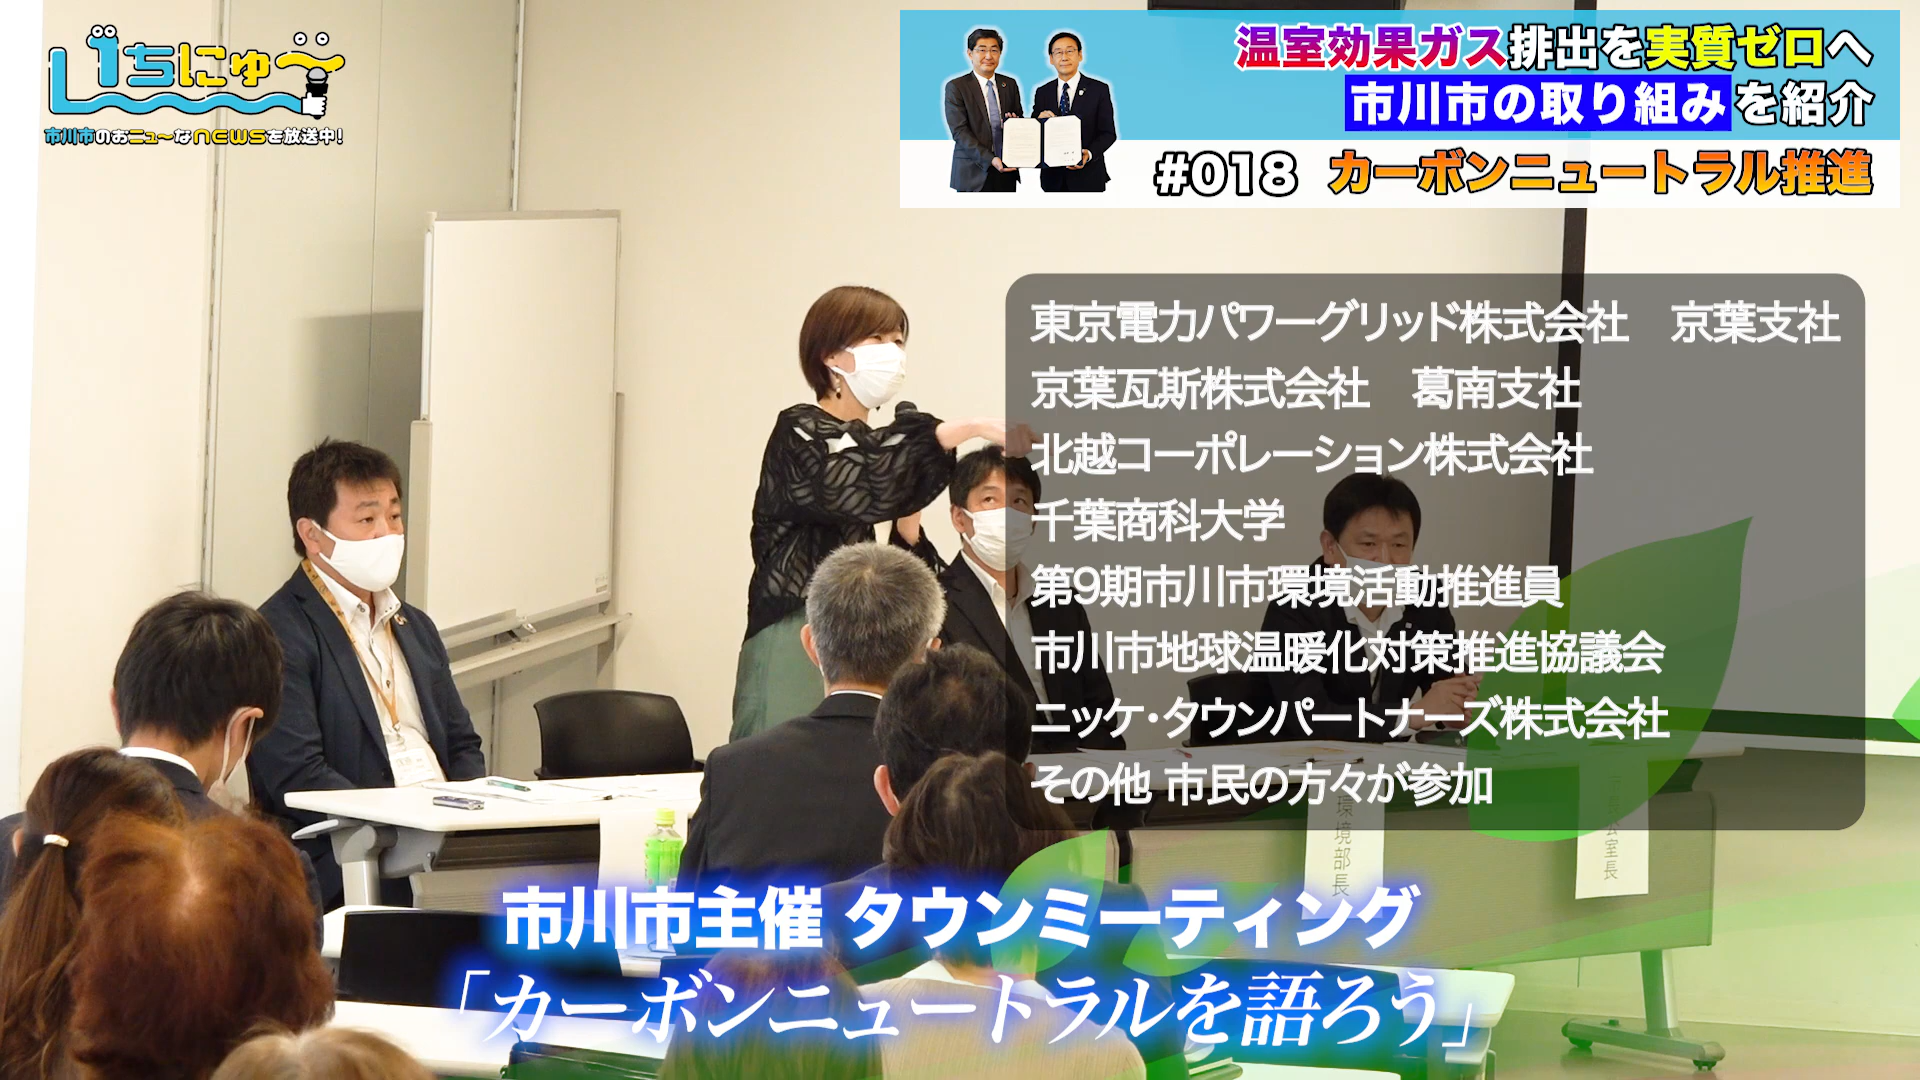 いちにゅ〜
市川市のおニュ〜なNEWSを放送中!
温室効果ガス排出を実質ゼロへ
市川市の取り組みを紹介
#018 カーボンニュートラル推進
東京電力パワーグリッド株式会社 京葉支社
京葉瓦斯株式会社 葛南支社
北越コーポレーション株式会社
千葉商科大学
第9期市川市環境活動推進員
市川市地球温暖化対策推進協議会
ニッケ・タウンパートナーズ株式会社
その他 市民の方々が参加
環境部長
室長
市川市主催 タウンミーティング
「カーボンニュートラルを語ろう」